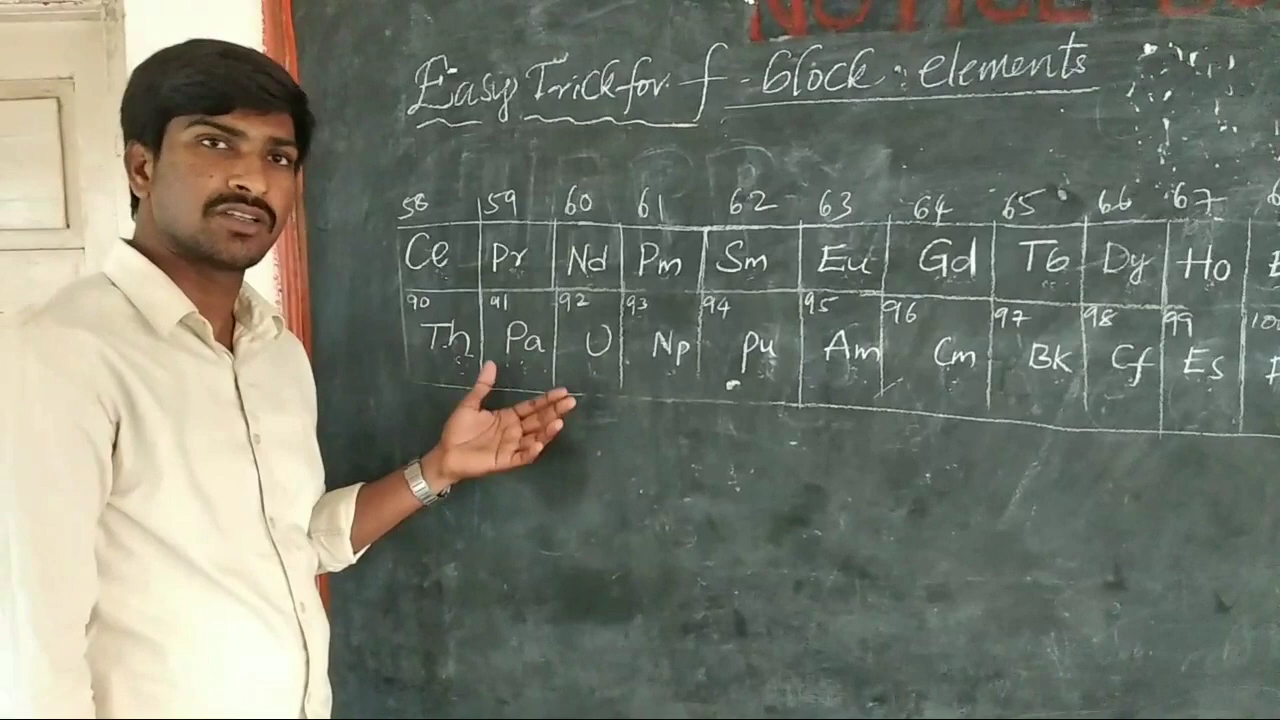 NOTICE
Easy Trick for f-block elements
58 59 60 61 62 63 64 65 66 67
Ce Pr Nd Pm Sm Eu Gd Tb Dy Ho
90 91 92 93 94 95 96 97 98 99
Th Pa U Np Pu Am Cm Bk Cf Es